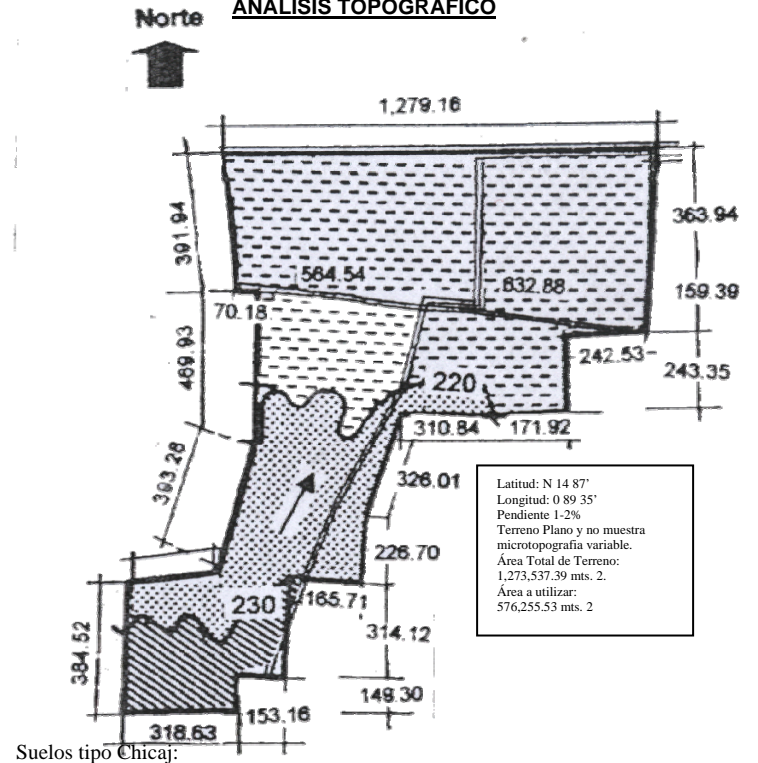 ANALISIS TOPOGRAFICO
Norte
1,279.16
391.94
363.94
564.54
632.88
159.39
70.18
469.93
242.53
243.35
220
310.84
171.92
393.28
326.01
Latitud: N 14 87’
Longitud: 0 89 35’
Pendiente 1-2%
Terreno Plano y no muestra
microtopografia variable.
Área Total de Terreno:
1,273,537.39 mts. 2.
Área a utilizar:
576,255.53 mts. 2
226.70
230
165.71
384.52
314.12
149.30
153.16
318.63
Suelos tipo Chicaj: